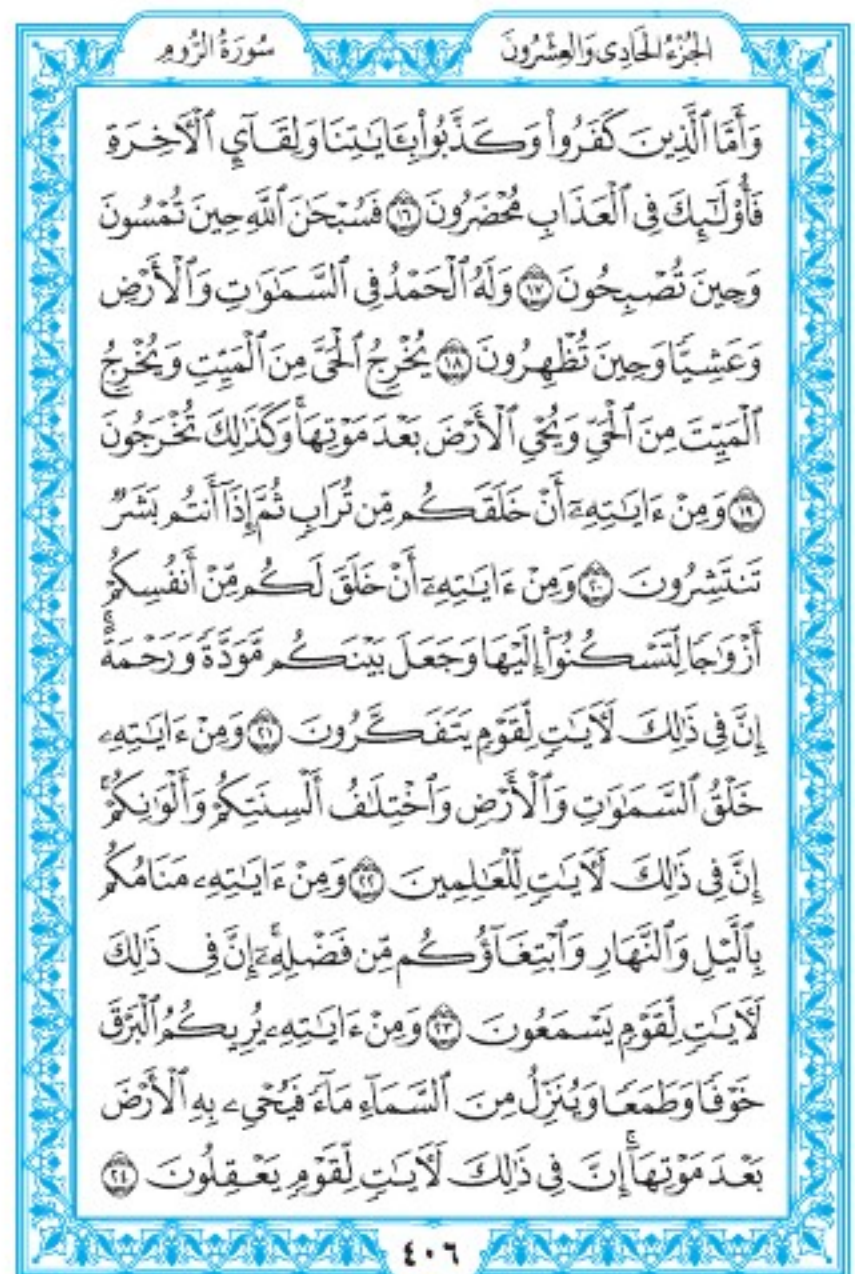 الجُزْءُ الحَادِى وَالعِشْرُونَ
سُورَةُ الرُّومِ
وَأَمَّا ٱلَّذِينَ كَفَرُواْ وَكَذَّبُواْ بِـَٔايَٰتِنَا وَلِقَآيِٕ ٱلۡأٓخِرَةِ
فَأُوْلَٰٓئِكَ فِي ٱلۡعَذَابِ مُحۡضَرُونَ ١٦ فَسُبۡحَٰنَ ٱللَّهِ حِينَ تُمۡسُونَ
وَحِينَ تُصۡبِحُونَ ١٧ وَلَهُ ٱلۡحَمۡدُ فِي ٱلسَّمَٰوَٰتِ وَٱلۡأَرۡضِ
وَعَشِيّٗا وَحِينَ تُظۡهِرُونَ ١٨ يُخۡرِجُ ٱلۡحَيَّ مِنَ ٱلۡمَيِّتِ وَيُخۡرِجُ
ٱلۡمَيِّتَ مِنَ ٱلۡحَيِّ وَيُحۡيِ ٱلۡأَرۡضَ بَعۡدَ مَوۡتِهَاۚ وَكَذَٰلِكَ تُخۡرَجُونَ
١٩ وَمِنۡ ءَايَٰتِهِۦٓ أَنۡ خَلَقَكُم مِّن تُرَابٖ ثُمَّ إِذَآ أَنتُم بَشَرٞ
تَنتَشِرُونَ ٢٠ وَمِنۡ ءَايَٰتِهِۦٓ أَنۡ خَلَقَ لَكُم مِّنۡ أَنفُسِكُمۡ
أَزۡوَٰجٗا لِّتَسۡكُنُوٓاْ إِلَيۡهَا وَجَعَلَ بَيۡنَكُم مَّوَدَّةٗ وَرَحۡمَةًۚ
إِنَّ فِي ذَٰلِكَ لَأٓيَٰتٖ لِّقَوۡمٖ يَتَفَكَّرُونَ ٢١ وَمِنۡ ءَايَٰتِهِۦ
خَلۡقُ ٱلسَّمَٰوَٰتِ وَٱلۡأَرۡضِ وَٱخۡتِلَٰفُ أَلۡسِنَتِكُمۡ وَأَلۡوَٰنِكُمۡۚ
إِنَّ فِي ذَٰلِكَ لَأٓيَٰتٖ لِّلۡعَٰلِمِينَ ٢٢ وَمِنۡ ءَايَٰتِهِۦ مَنَامُكُم
بِٱلَّيۡلِ وَٱلنَّهَارِ وَٱبۡتِغَآؤُكُم مِّن فَضۡلِهِۦٓۚ إِنَّ فِي ذَٰلِكَ
لَأٓيَٰتٖ لِّقَوۡمٖ يَسۡمَعُونَ ٢٣ وَمِنۡ ءَايَٰتِهِۦ يُرِيكُمُ ٱلۡبَرۡقَ
خَوۡفٗا وَطَمَعٗا وَيُنَزِّلُ مِنَ ٱلسَّمَآءِ مَآءٗ فَيُحۡيِۦ بِهِ ٱلۡأَرۡضَ
بَعۡدَ مَوۡتِهَآۚ إِنَّ فِي ذَٰلِكَ لَأٓيَٰتٖ لِّقَوۡمٖ يَعۡقِلُونَ ٢٤
٤٠٦